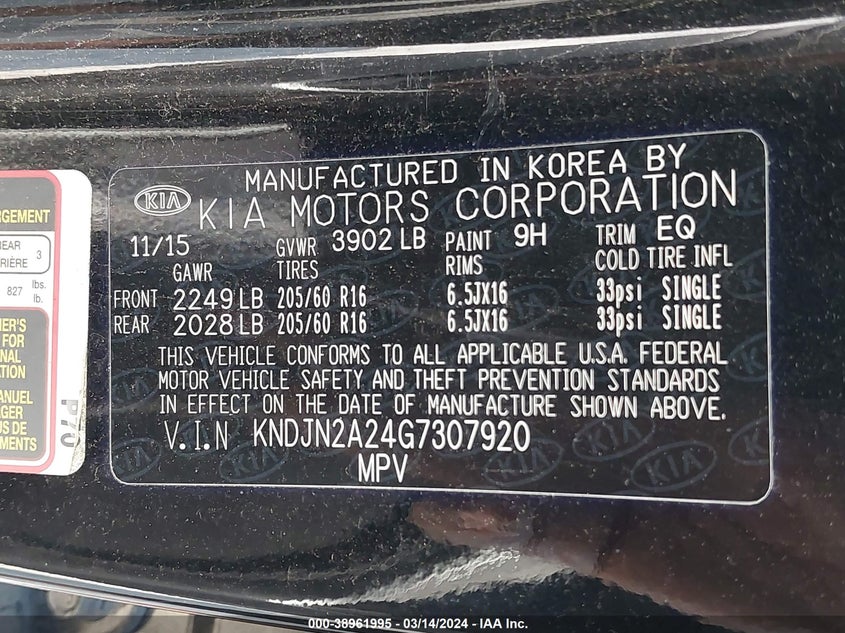 MANUFACTURED IN KOREA BY
KIA KIA MOTORS CORPORATION
11/15 GVWR 3902 LB PAINT 9H TRIM EQ
GAWR TIRES RIMS COLD TIRE INFL
FRONT 2249 LB 205/60 R16 6.5JX16 33psi SINGLE
REAR 2028 LB 205/60 R16 6.5JX16 33psi SINGLE
THIS VEHICLE CONFORMS TO ALL APPLICABLE U.S.A. FEDERAL
MOTOR VEHICLE SAFETY AND THEFT PREVENTION STANDARDS
IN EFFECT ON THE DATE OF MANUFACTURE SHOWN ABOVE.
V.I.N KNDJN2A24G7307920
MPV
REAR 3
827 lbs.
lb.
000-38961995 - 03/14/2024 - IAA Inc.